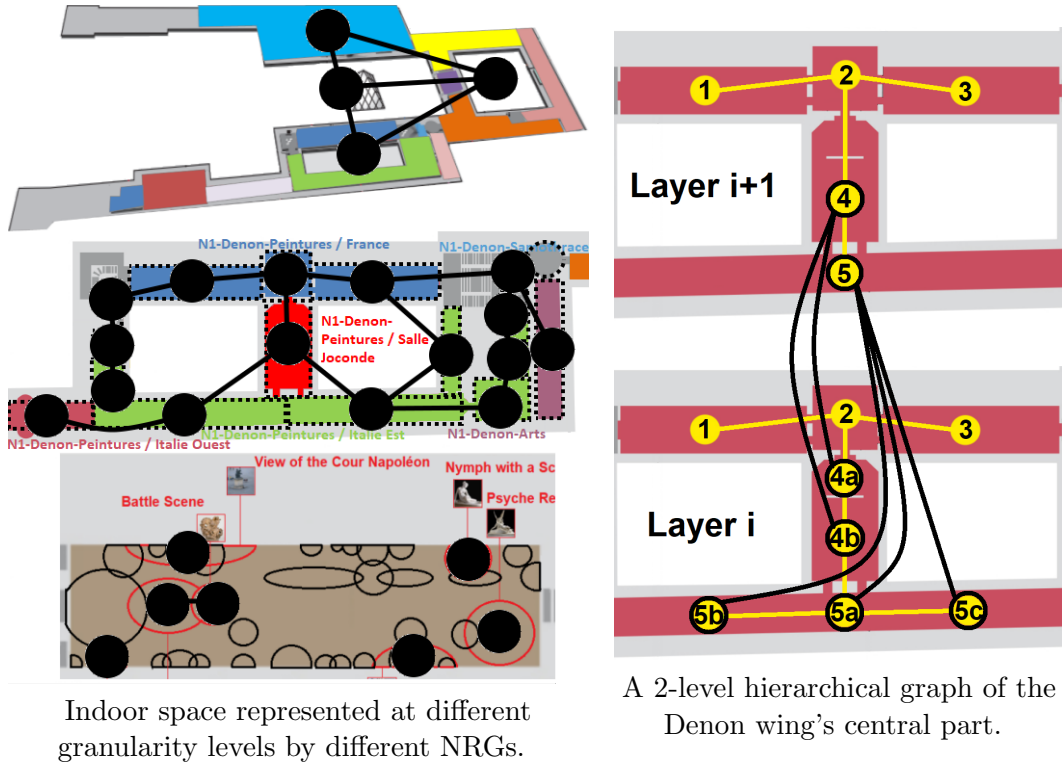 N1-Denon-Peintures / France
N1-Denon-
N1-Denon-
Peintures / Salle
Joconde
N1-Denon-Peintures / Italie Ouest
N1-Denon-Peintures / Italie Est
N1-Denon-Arts
View of the Cour Napoléon
Nymph with a Sc
Battle Scene
Psyche Re
Indoor space represented at different
granularity levels by different NRGs.
1
2
3
Layer i+1
4
5
1
2
3
4a
Layer i
4b
5b
5a
5c
A 2-level hierarchical graph of the
Denon wing's central part.